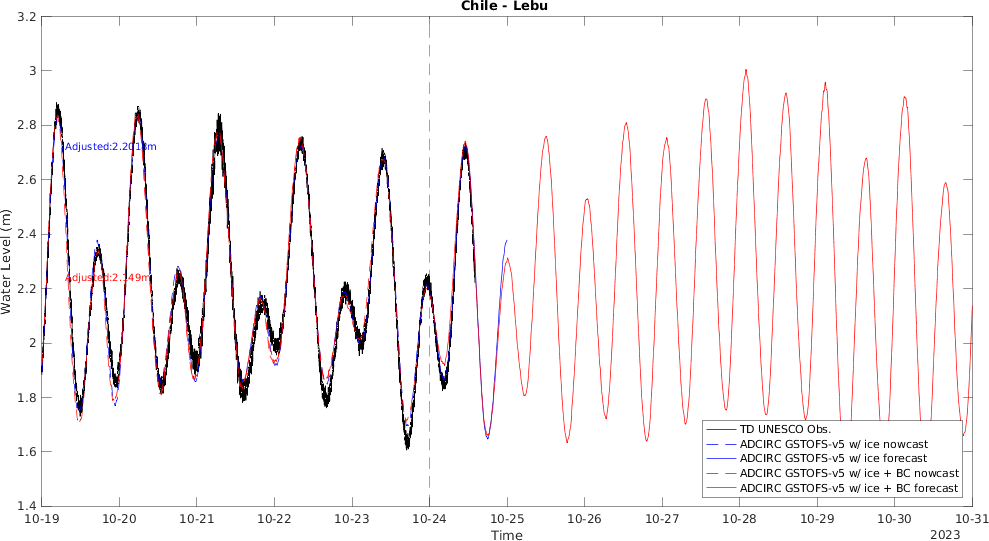 Chile - Lebu
3.2
3
2.8
2.6
2.4
2.2
2
1.8
1.6
1.4
Water Level (m)
Adjusted:2.2018m
Adjusted:2.149m
TD UNESCO Obs.
ADCIRC GSTOFS-v5 w/ ice nowcast
ADCIRC GSTOFS-v5 w/ ice forecast
ADCIRC GSTOFS-v5 w/ ice + BC nowcast
ADCIRC GSTOFS-v5 w/ ice + BC forecast
10-19 10-20 10-21 10-22 10-23 10-24 10-25 10-26 10-27 10-28 10-29 10-30 10-31
Time
2023